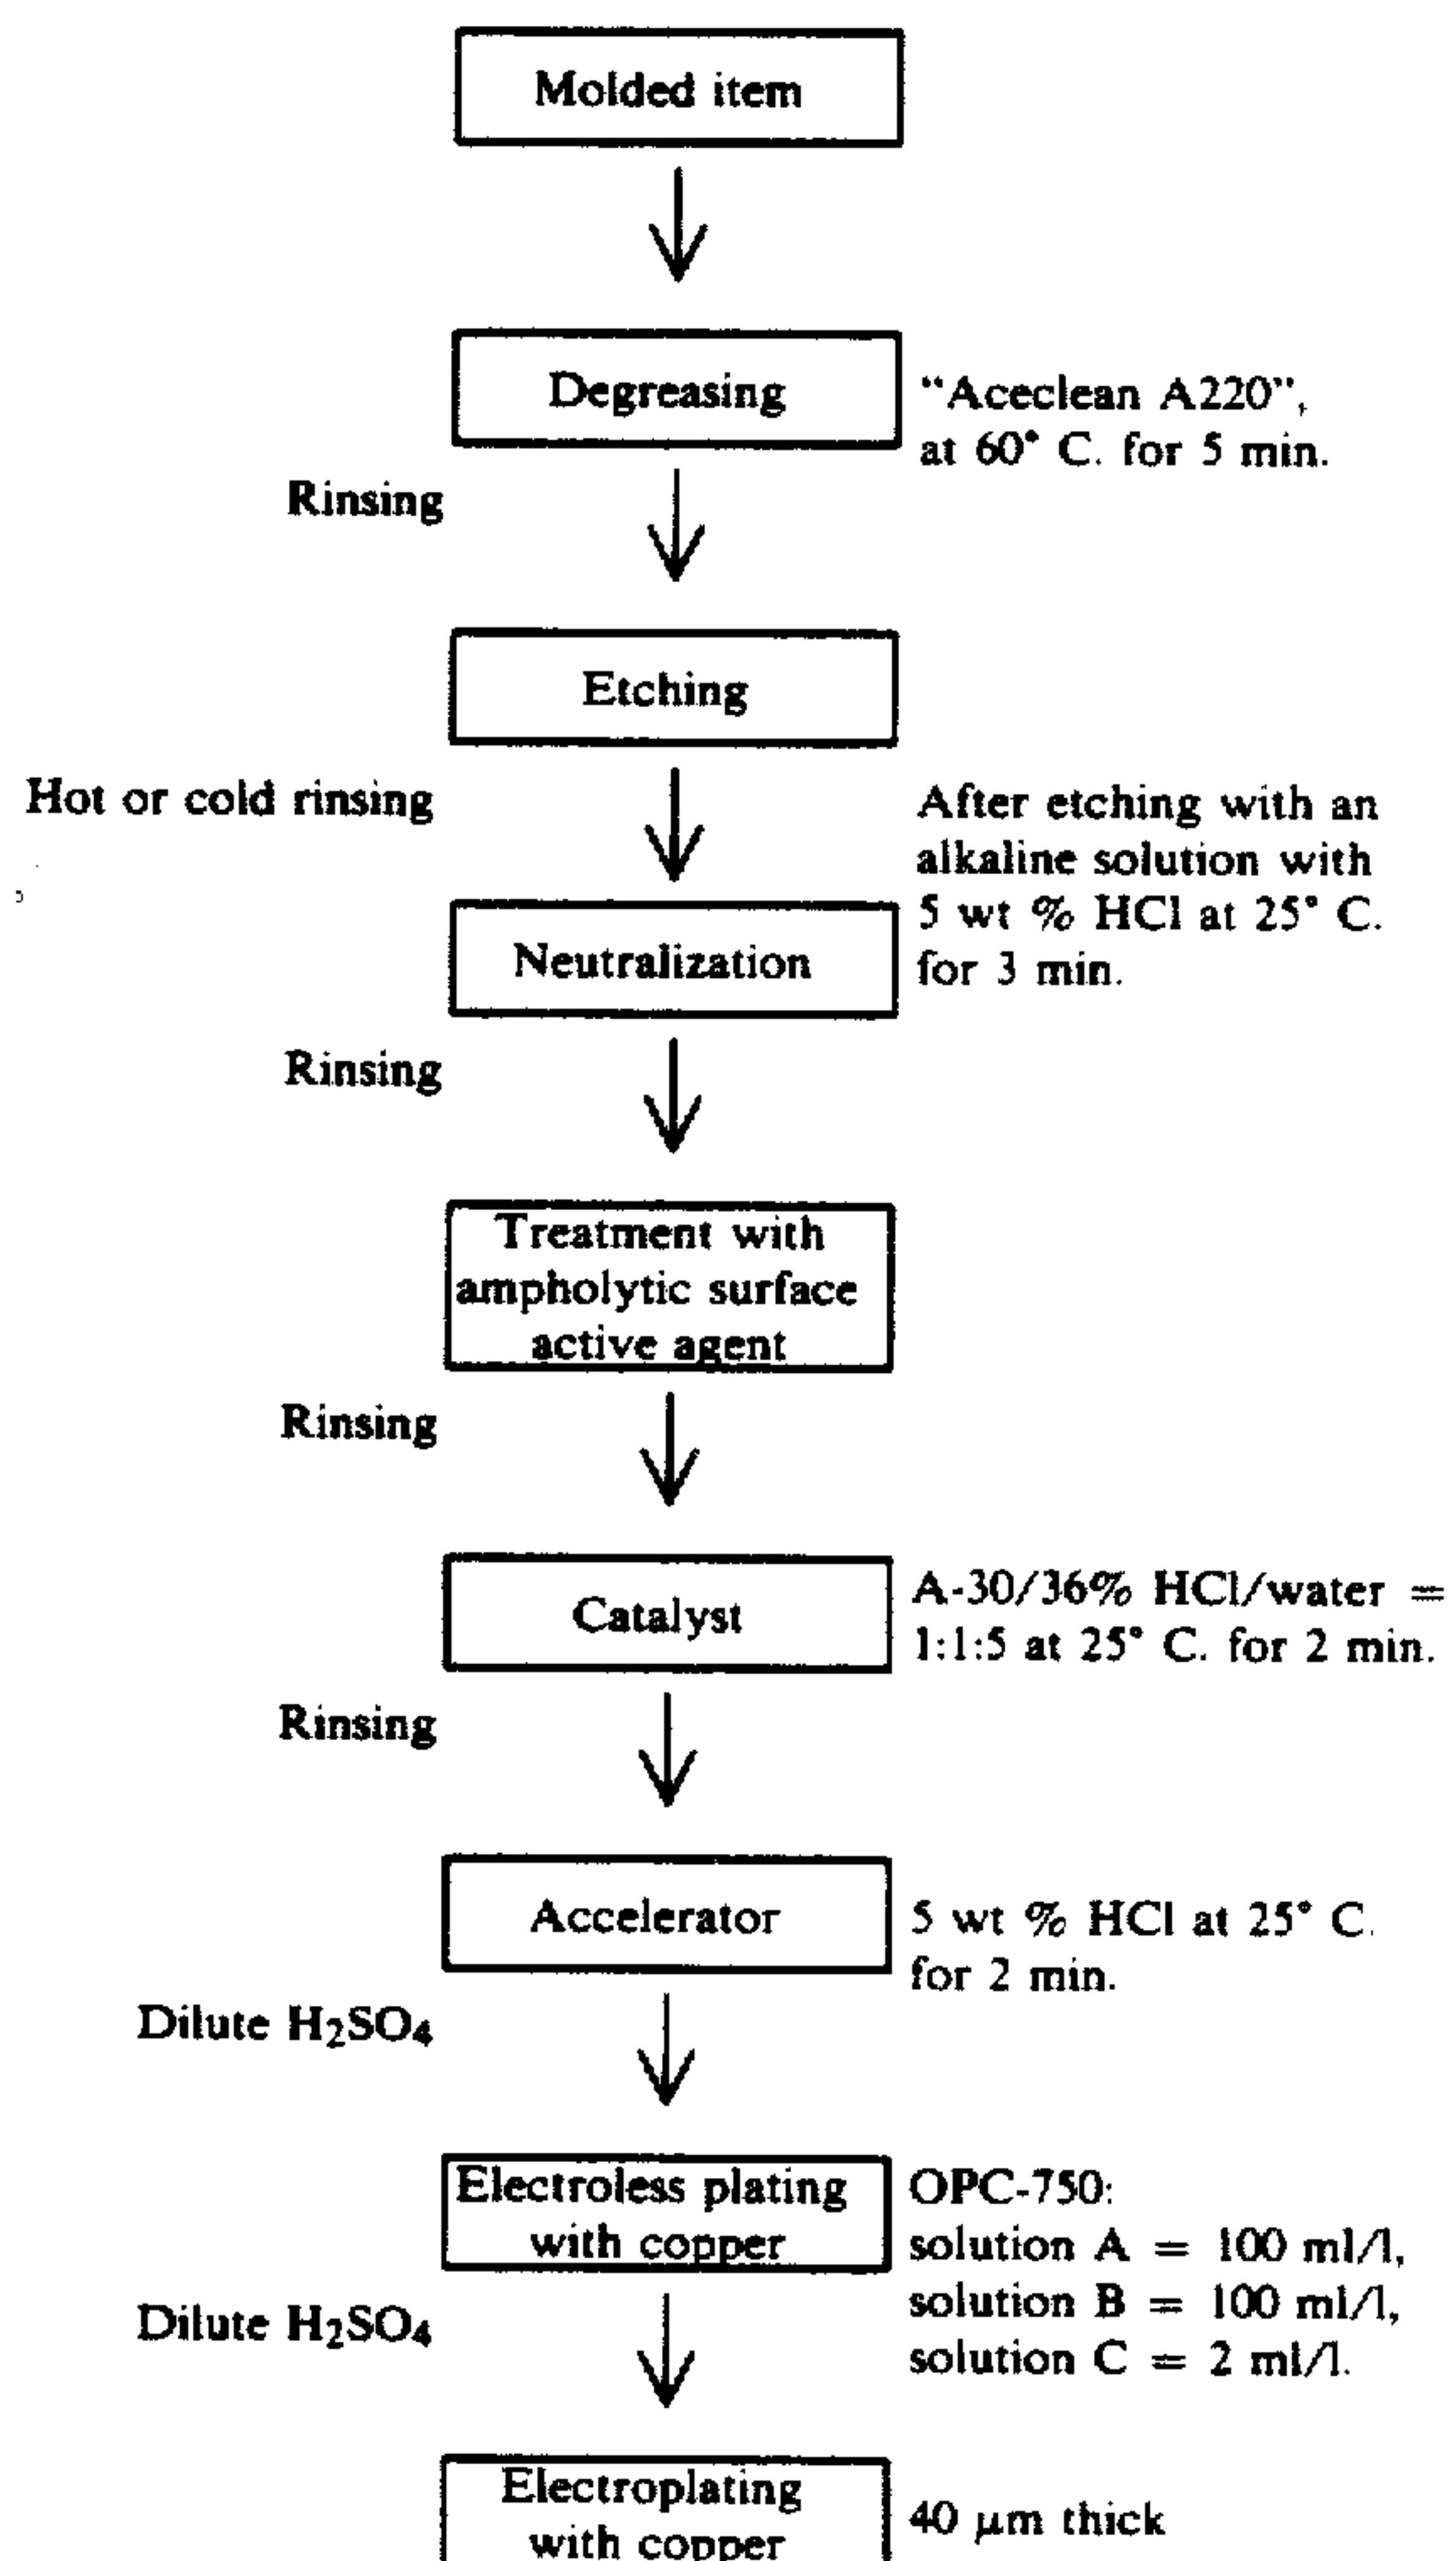 Molded item
Degreasing
“Aceclean A220”,
at 60° C. for 5 min.
Rinsing
Etching
Hot or cold rinsing
After etching with an
alkaline solution with
5 wt % HCl at 25° C.
for 3 min.
Neutralization
Rinsing
Treatment with
ampholytic surface
active agent
Rinsing
Catalyst
A-30/36% HCl/water =
1:1:5 at 25° C. for 2 min.
Rinsing
Accelerator
5 wt % HCl at 25° C.
for 2 min.
Dilute H₂SO₄
Electroless plating
with copper
OPC-750:
solution A = 100 ml/l,
solution B = 100 ml/l,
solution C = 2 ml/l.
Dilute H₂SO₄
Electroplating
with copper
40 μm thick